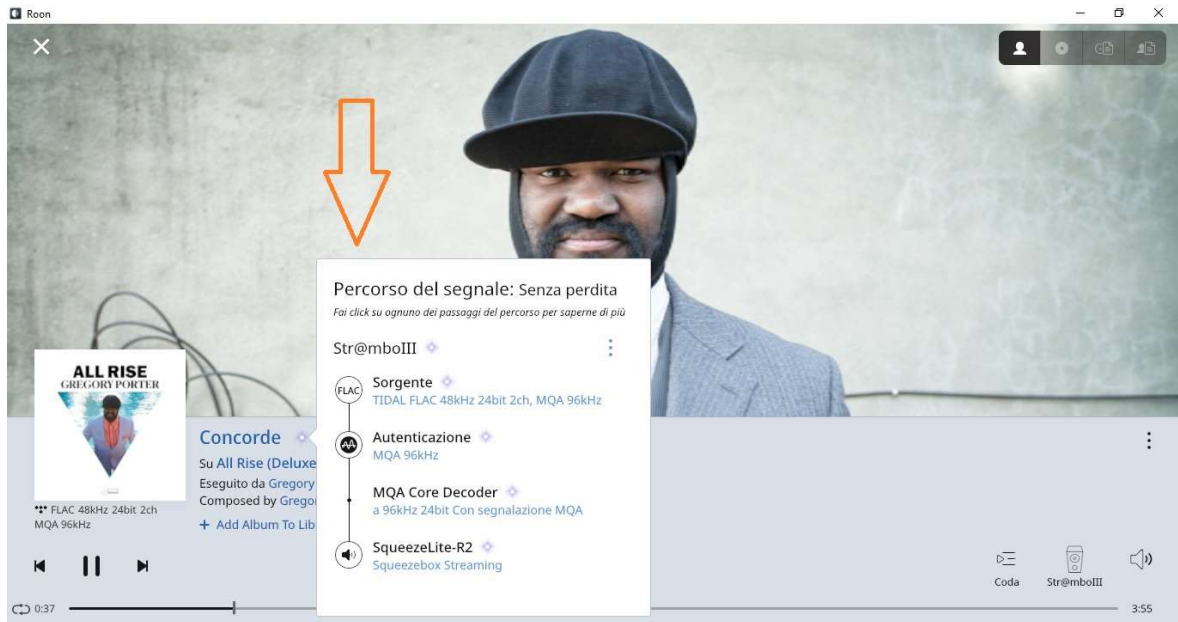 Roon
Percorso del segnale: Senza perdita
Fai click su ognuno dei passaggi del percorso per saperne di più
Str@mboIII
FLAC
Sorgente
TIDAL FLAC 48kHz 24bit 2ch, MQA 96kHz
Autenticazione
MQA 96kHz
MQA Core Decoder
a 96kHz 24bit Con segnalazione MQA
SqueezeLite-R2
Squeezebox Streaming
ALL RISE
GREGORY PORTER
FLAC 48kHz 24bit 2ch
MQA 96kHz
Concorde
Su All Rise (Deluxe
Eseguito da Gregory
Composed by Grego
+ Add Album To Lib
Coda
Str@mboIII
0:37
3:55